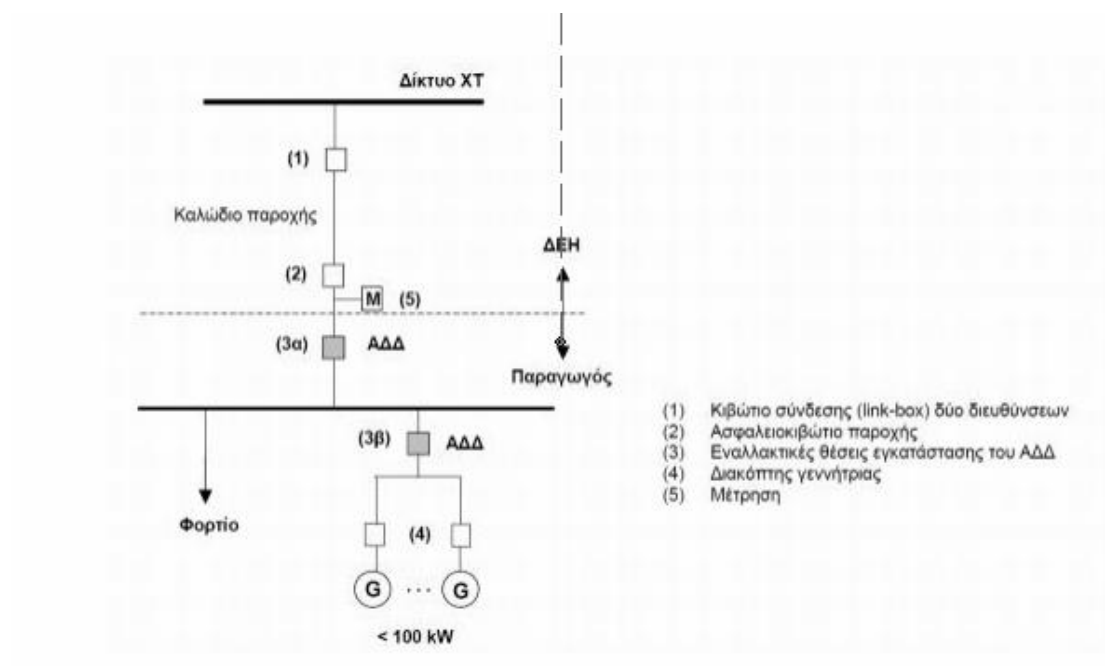 Δίκτυο ΧΤ
(1)
Καλώδιο παροχής
ΔΕΗ
(2)
M (5)
(3α) ΑΔΔ
Παραγωγός
(3β) ΑΔΔ
Φορτίο
(4)
G ... G
< 100 kW
(1) Κιβώτιο σύνδεσης (link-box) δύο διευθύνσεων
(2) Ασφαλειοκιβώτιο παροχής
(3) Εναλλακτικές θέσεις εγκατάστασης του ΑΔΔ
(4) Διακόπτης γεννήτριας
(5) Μέτρηση